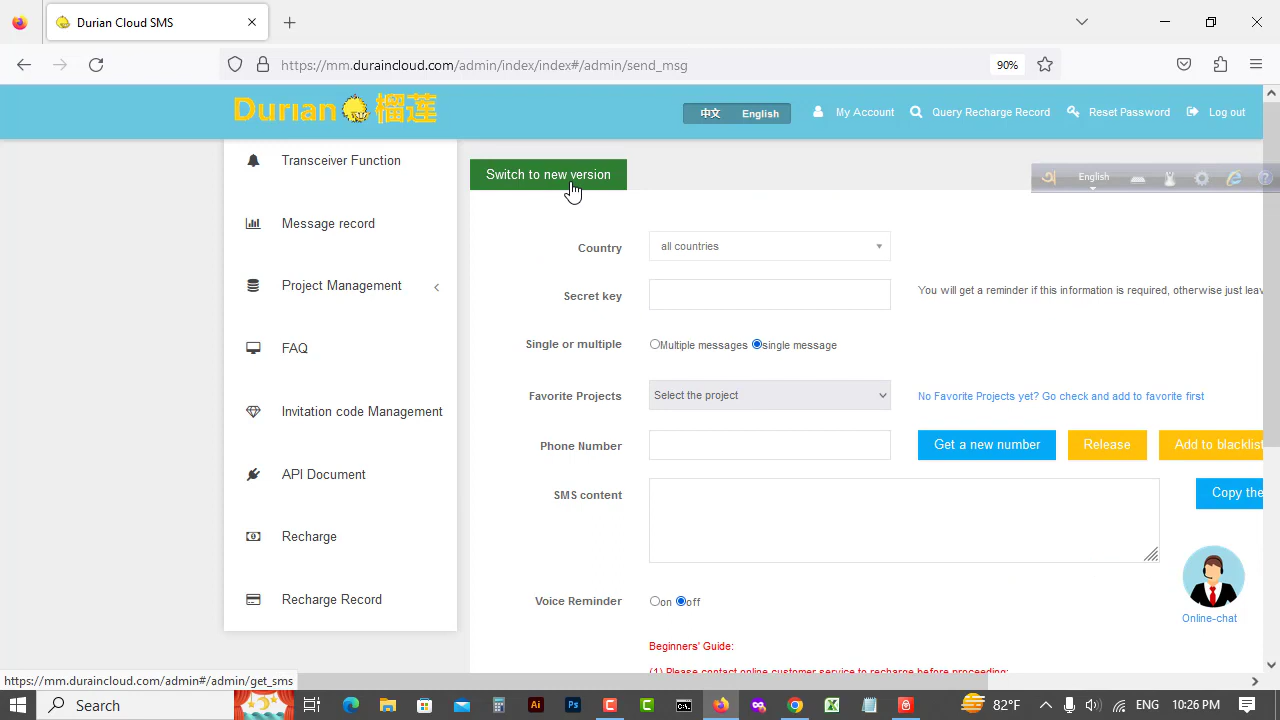 Durian Cloud SMS
https://mm.duraincloud.com/admin/index/index#/admin/send_msg
90%
Durian 榴莲
中文 English
My Account
Query Recharge Record
Reset Password
Log out
Transceiver Function
Message record
Project Management
FAQ
Invitation code Management
API Document
Recharge
Recharge Record
Switch to new version
English
Country
all countries
Secret key
You will get a reminder if this information is required, otherwise just leav
Single or multiple
Multiple messages single message
Favorite Projects
Select the project
No Favorite Projects yet? Go check and add to favorite first
Phone Number
Get a new number
Release
Add to blacklist
SMS content
Copy the
Voice Reminder
on off
Online-chat
Beginners' Guide:
(1) Please contact online customer service to recharge before proceeding;
https://mm.duraincloud.com/admin#/admin/get_sms
Search
Ai
Ps
82°F
ENG
10:26 PM